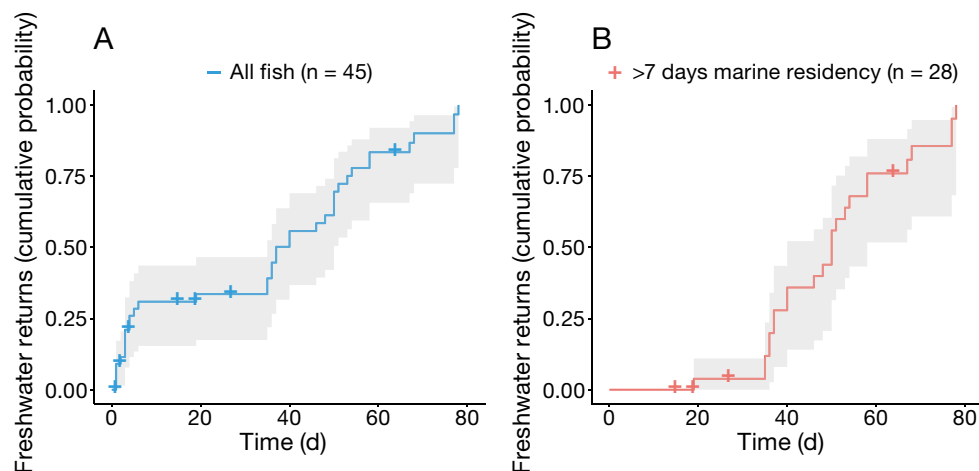 A
All fish (n = 45)
Freshwater returns (cumulative probability)
1.00
0.75
0.50
0.25
0.00
0 20 40 60 80
Time (d)
B
>7 days marine residency (n = 28)
Freshwater returns (cumulative probability)
1.00
0.75
0.50
0.25
0.00
0 20 40 60 80
Time (d)